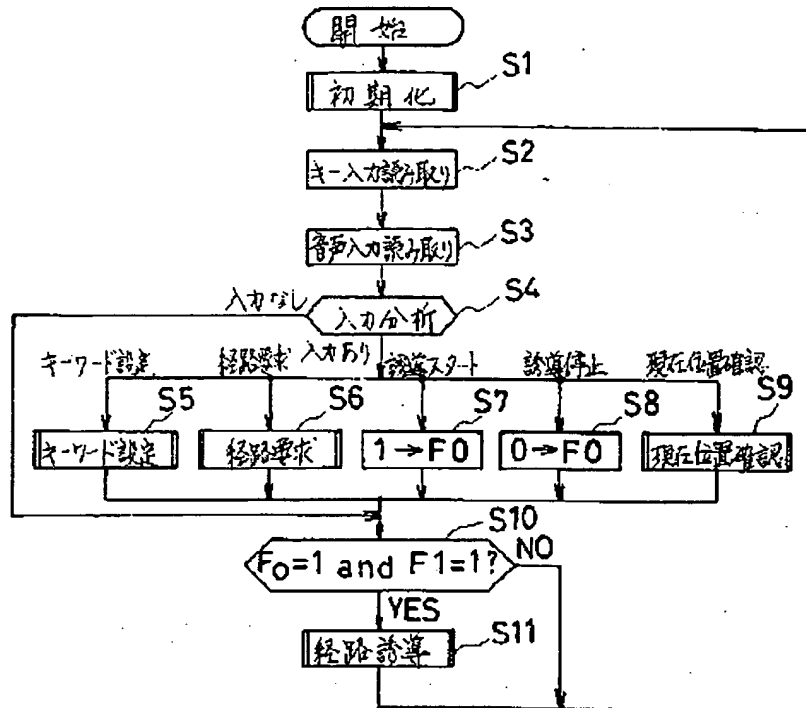 開始
S1
初期化
S2
キー入力読み取り
S3
音声入力読み取り
S4
入力なし
入力分析
入力あり
キーワード設定 経路要求 誘導スタート 誘導停止 現在位置確認
S5 S6 S7 S8 S9
キーワード設定 経路要求 1→F0 0→F0 現在位置確認
S10
F0=1 and F1=1? NO
YES
S11
経路誘導